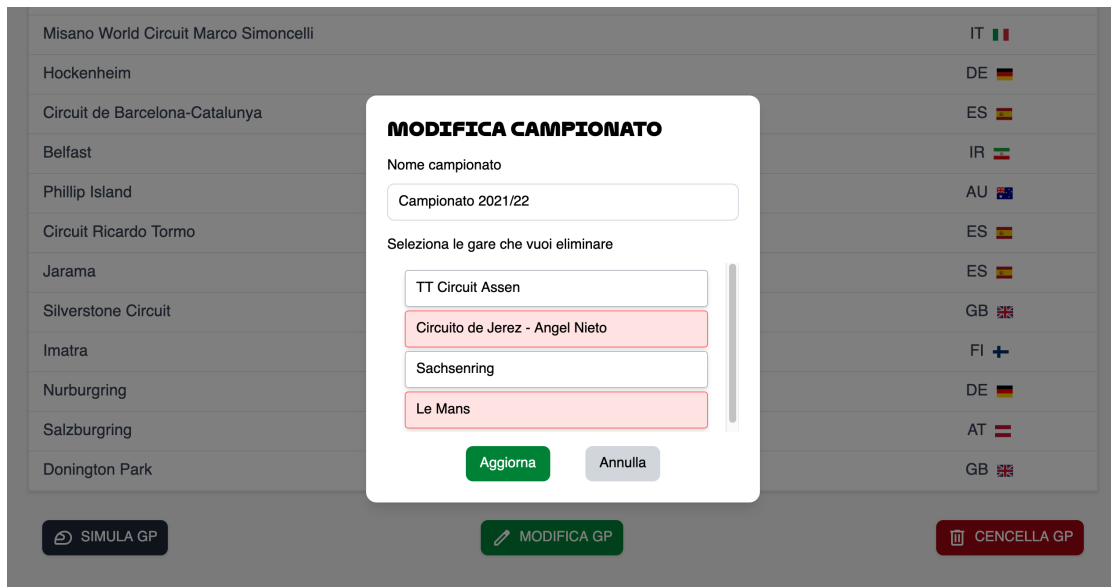 Misano World Circuit Marco Simoncelli IT
Hockenheim DE
Circuit de Barcelona-Catalunya ES
Belfast IR
Phillip Island AU
Circuit Ricardo Tormo ES
Jarama ES
Silverstone Circuit GB
Imatra FI
Nurburgring DE
Salzburgring AT
Donington Park GB
MODIFICA CAMPIONATO
Nome campionato
Campionato 2021/22
Seleziona le gare che vuoi eliminare
TT Circuit Assen
Circuito de Jerez - Angel Nieto
Sachsenring
Le Mans
Aggiorna Annulla
SIMULA GP MODIFICA GP CENCELLA GP